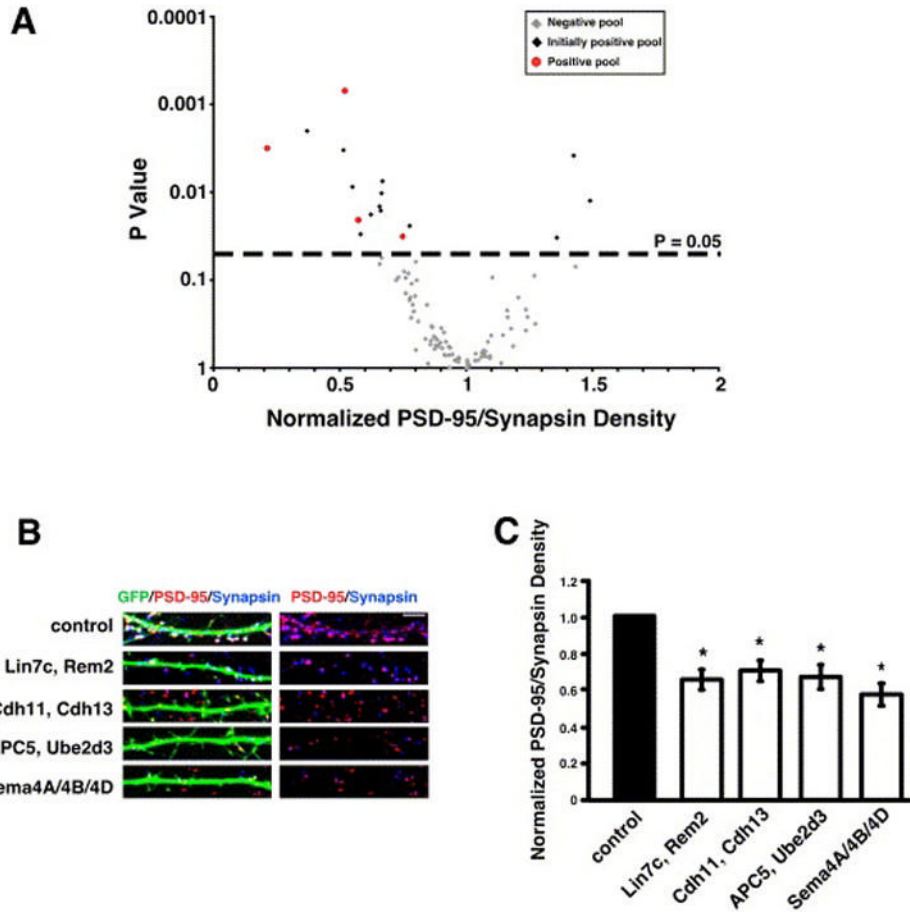 A
0.0001
0.001
0.01
0.1
1
P Value
Negative pool
Initially positive pool
Positive pool
P = 0.05
0
0.5
1
1.5
2
Normalized PSD-95/Synapsin Density
B
GFP/PSD-95/Synapsin PSD-95/Synapsin
control
Lin7c, Rem2
Cdh11, Cdh13
APC5, Ube2d3
Sema4A/4B/4D
C
Normalized PSD-95/Synapsin Density
1.2
1.0
0.8
0.6
0.4
0.2
0
* * * *
control
Lin7c, Rem2
Cdh11, Cdh13
APC5, Ube2d3
Sema4A/4B/4D